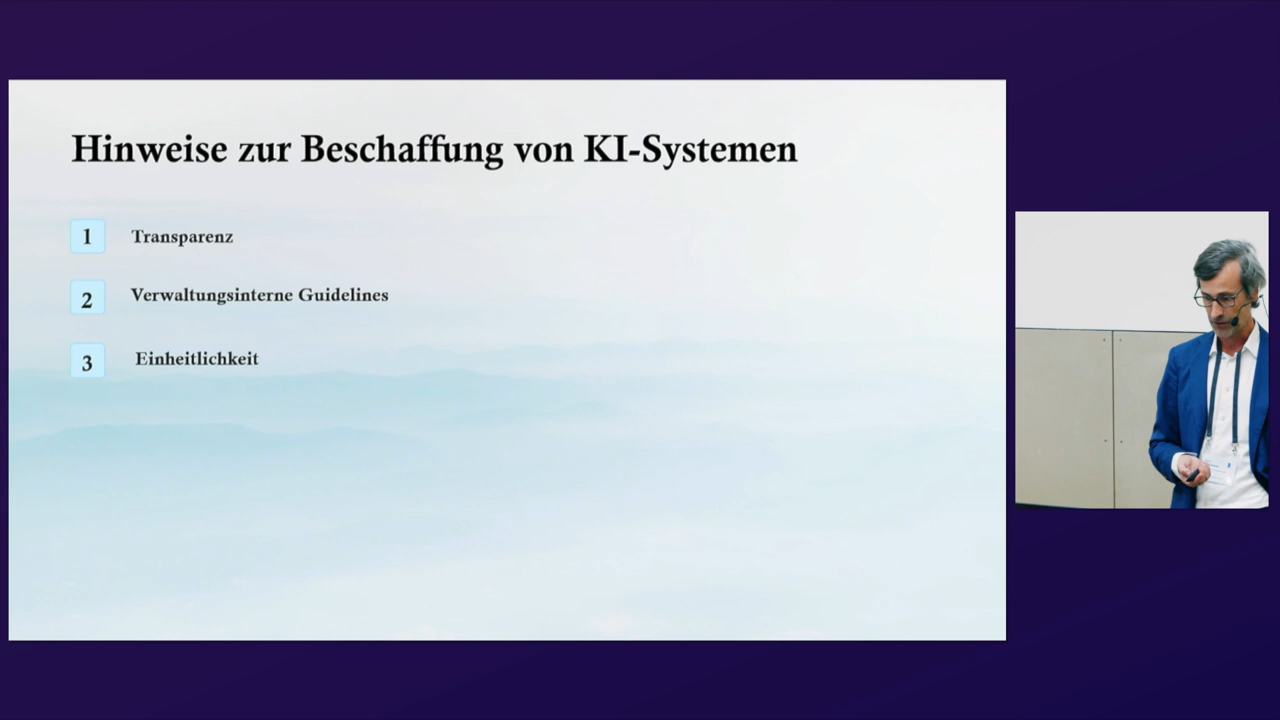 Hinweise zur Beschaffung von KI-Systemen
1 Transparenz
2 Verwaltungsinterne Guidelines
3 Einheitlichkeit